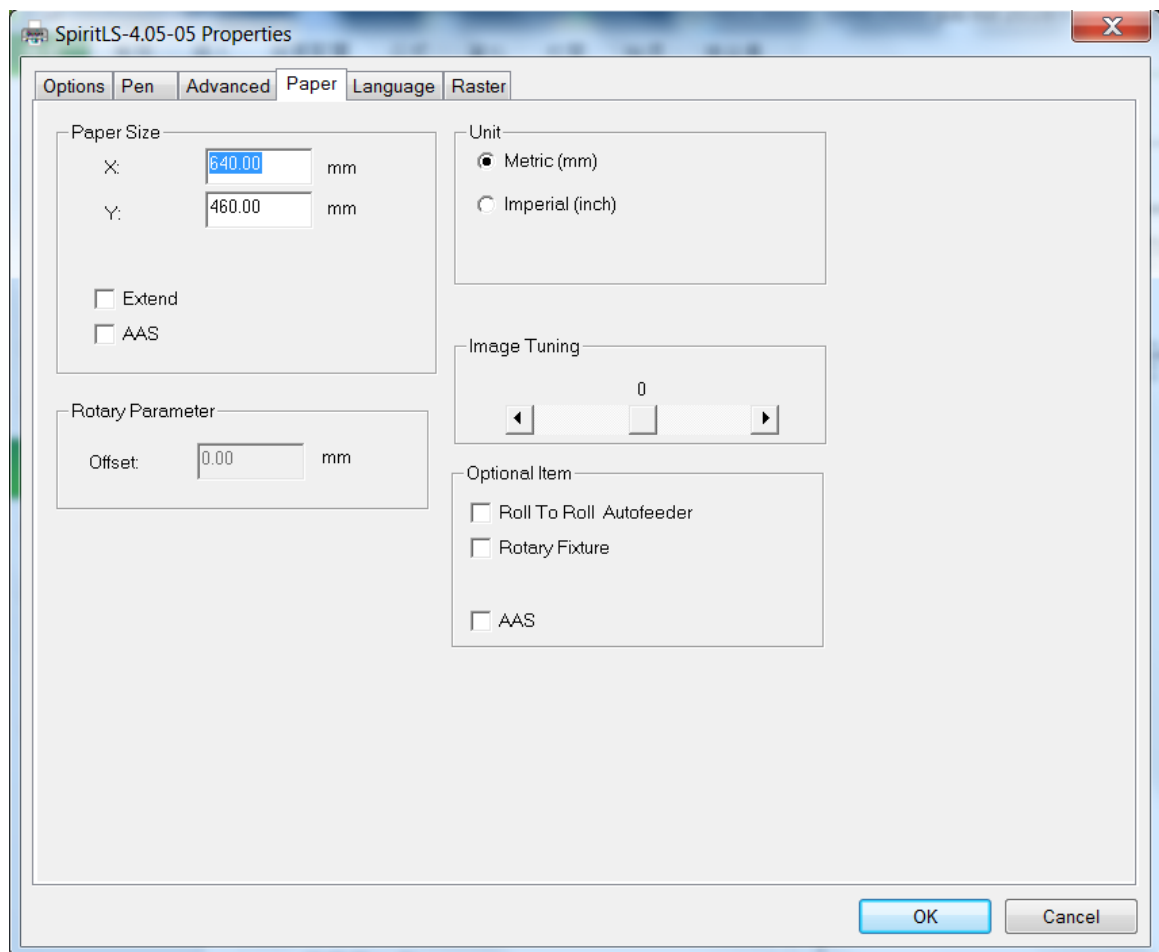 SpiritLS-4.05-05 Properties
Options Pen Advanced Paper Language Raster
Paper Size
X: 640.00 mm
Y: 460.00 mm
Extend
AAS
Rotary Parameter
Offset: 0.00 mm
Unit
Metric (mm)
Imperial (inch)
Image Tuning
0
Optional Item
Roll To Roll Autofeeder
Rotary Fixture
AAS
OK Cancel